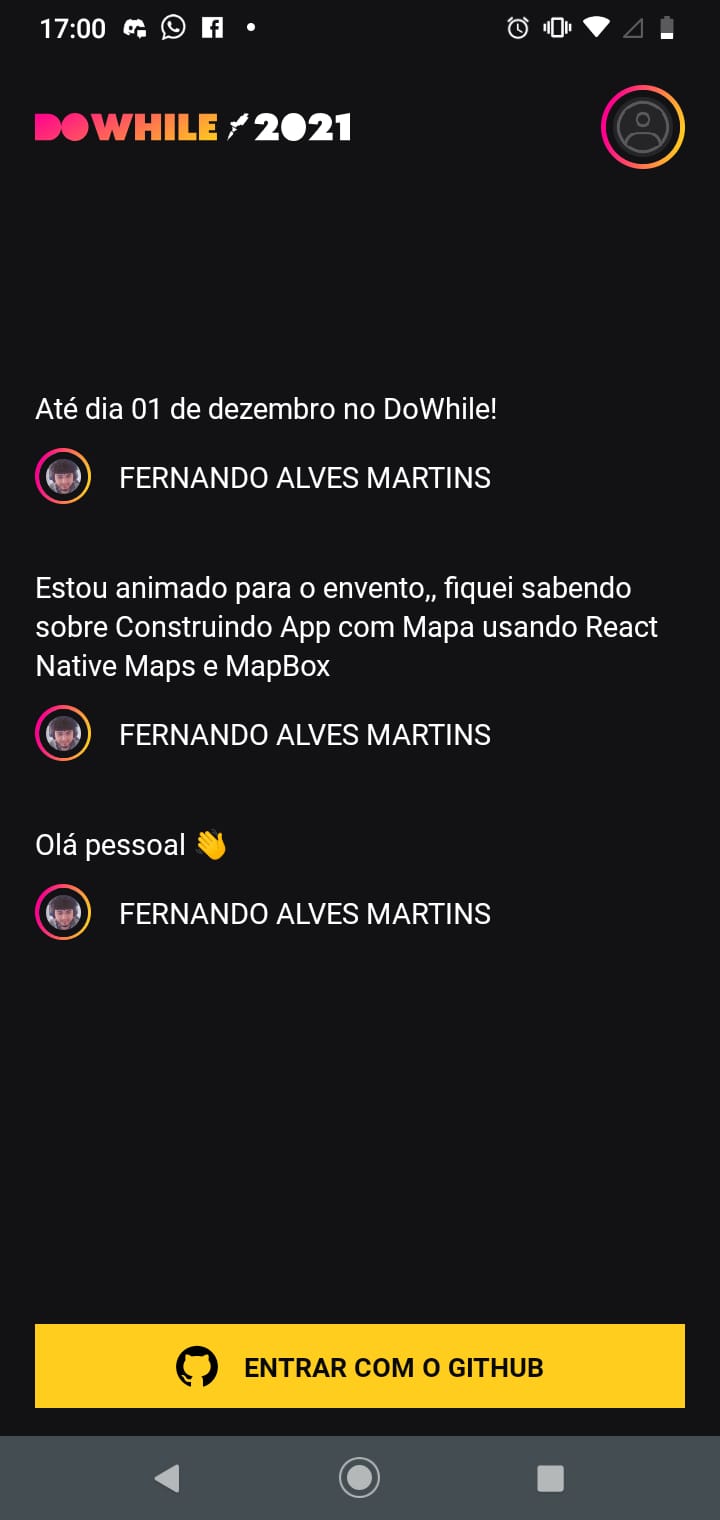 17:00
DOWHILE 2021
Até dia 01 de dezembro no DoWhile!
FERNANDO ALVES MARTINS
Estou animado para o envento,, fiquei sabendo
sobre Construindo App com Mapa usando React
Native Maps e MapBox
FERNANDO ALVES MARTINS
Olá pessoal 👋
FERNANDO ALVES MARTINS
ENTRAR COM O GITHUB